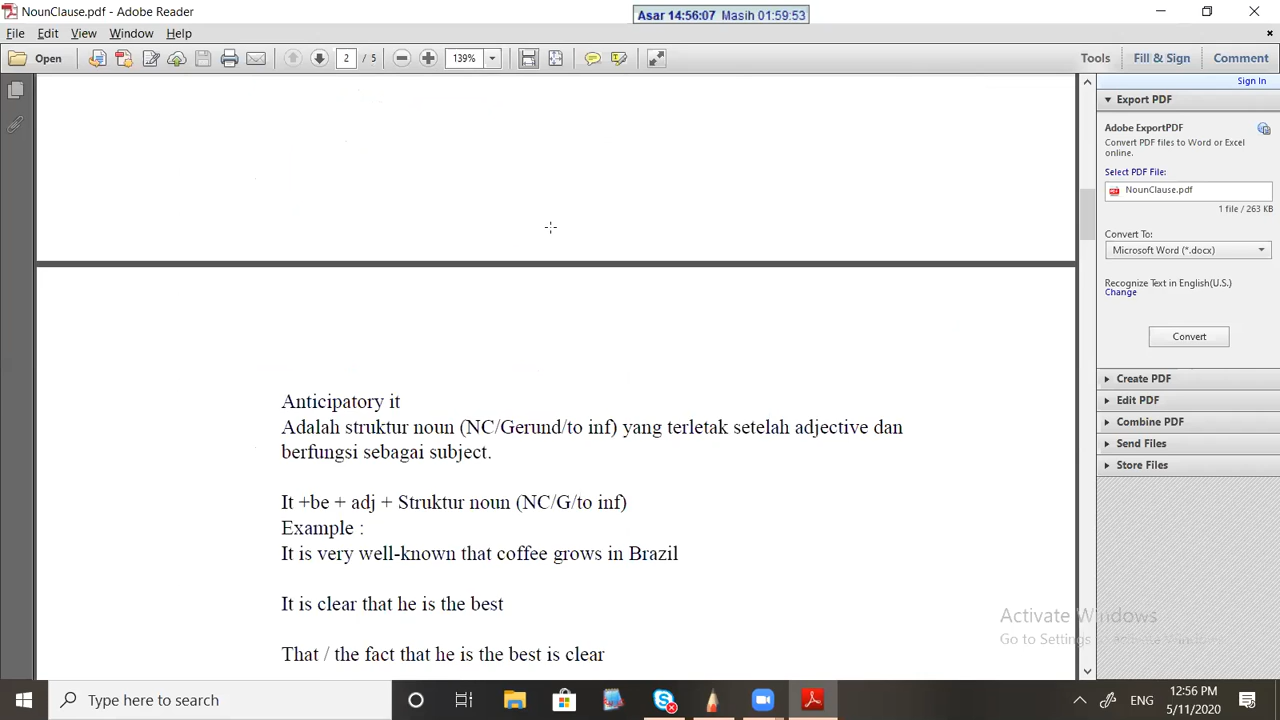 NounClause.pdf - Adobe Reader
Asar 14:56:07 Masih 01:59:53
File Edit View Window Help
Open 2 / 5 139% Tools Fill & Sign Comment
Sign In
Export PDF
Adobe ExportPDF
Convert PDF files to Word or Excel
online.
Select PDF File:
NounClause.pdf
1 file / 263 KB
Convert To:
Microsoft Word (*.docx)
Recognize Text in English(U.S.)
Change
Convert
Create PDF
Edit PDF
Combine PDF
Send Files
Store Files
Anticipatory it
Adalah struktur noun (NC/Gerund/to inf) yang terletak setelah adjective dan
berfungsi sebagai subject.
It +be + adj + Struktur noun (NC/G/to inf)
Example :
It is very well-known that coffee grows in Brazil
It is clear that he is the best
That / the fact that he is the best is clear
Activate Windows
Go to Settings to activate Windows.
Type here to search
ENG
12:56 PM
5/11/2020